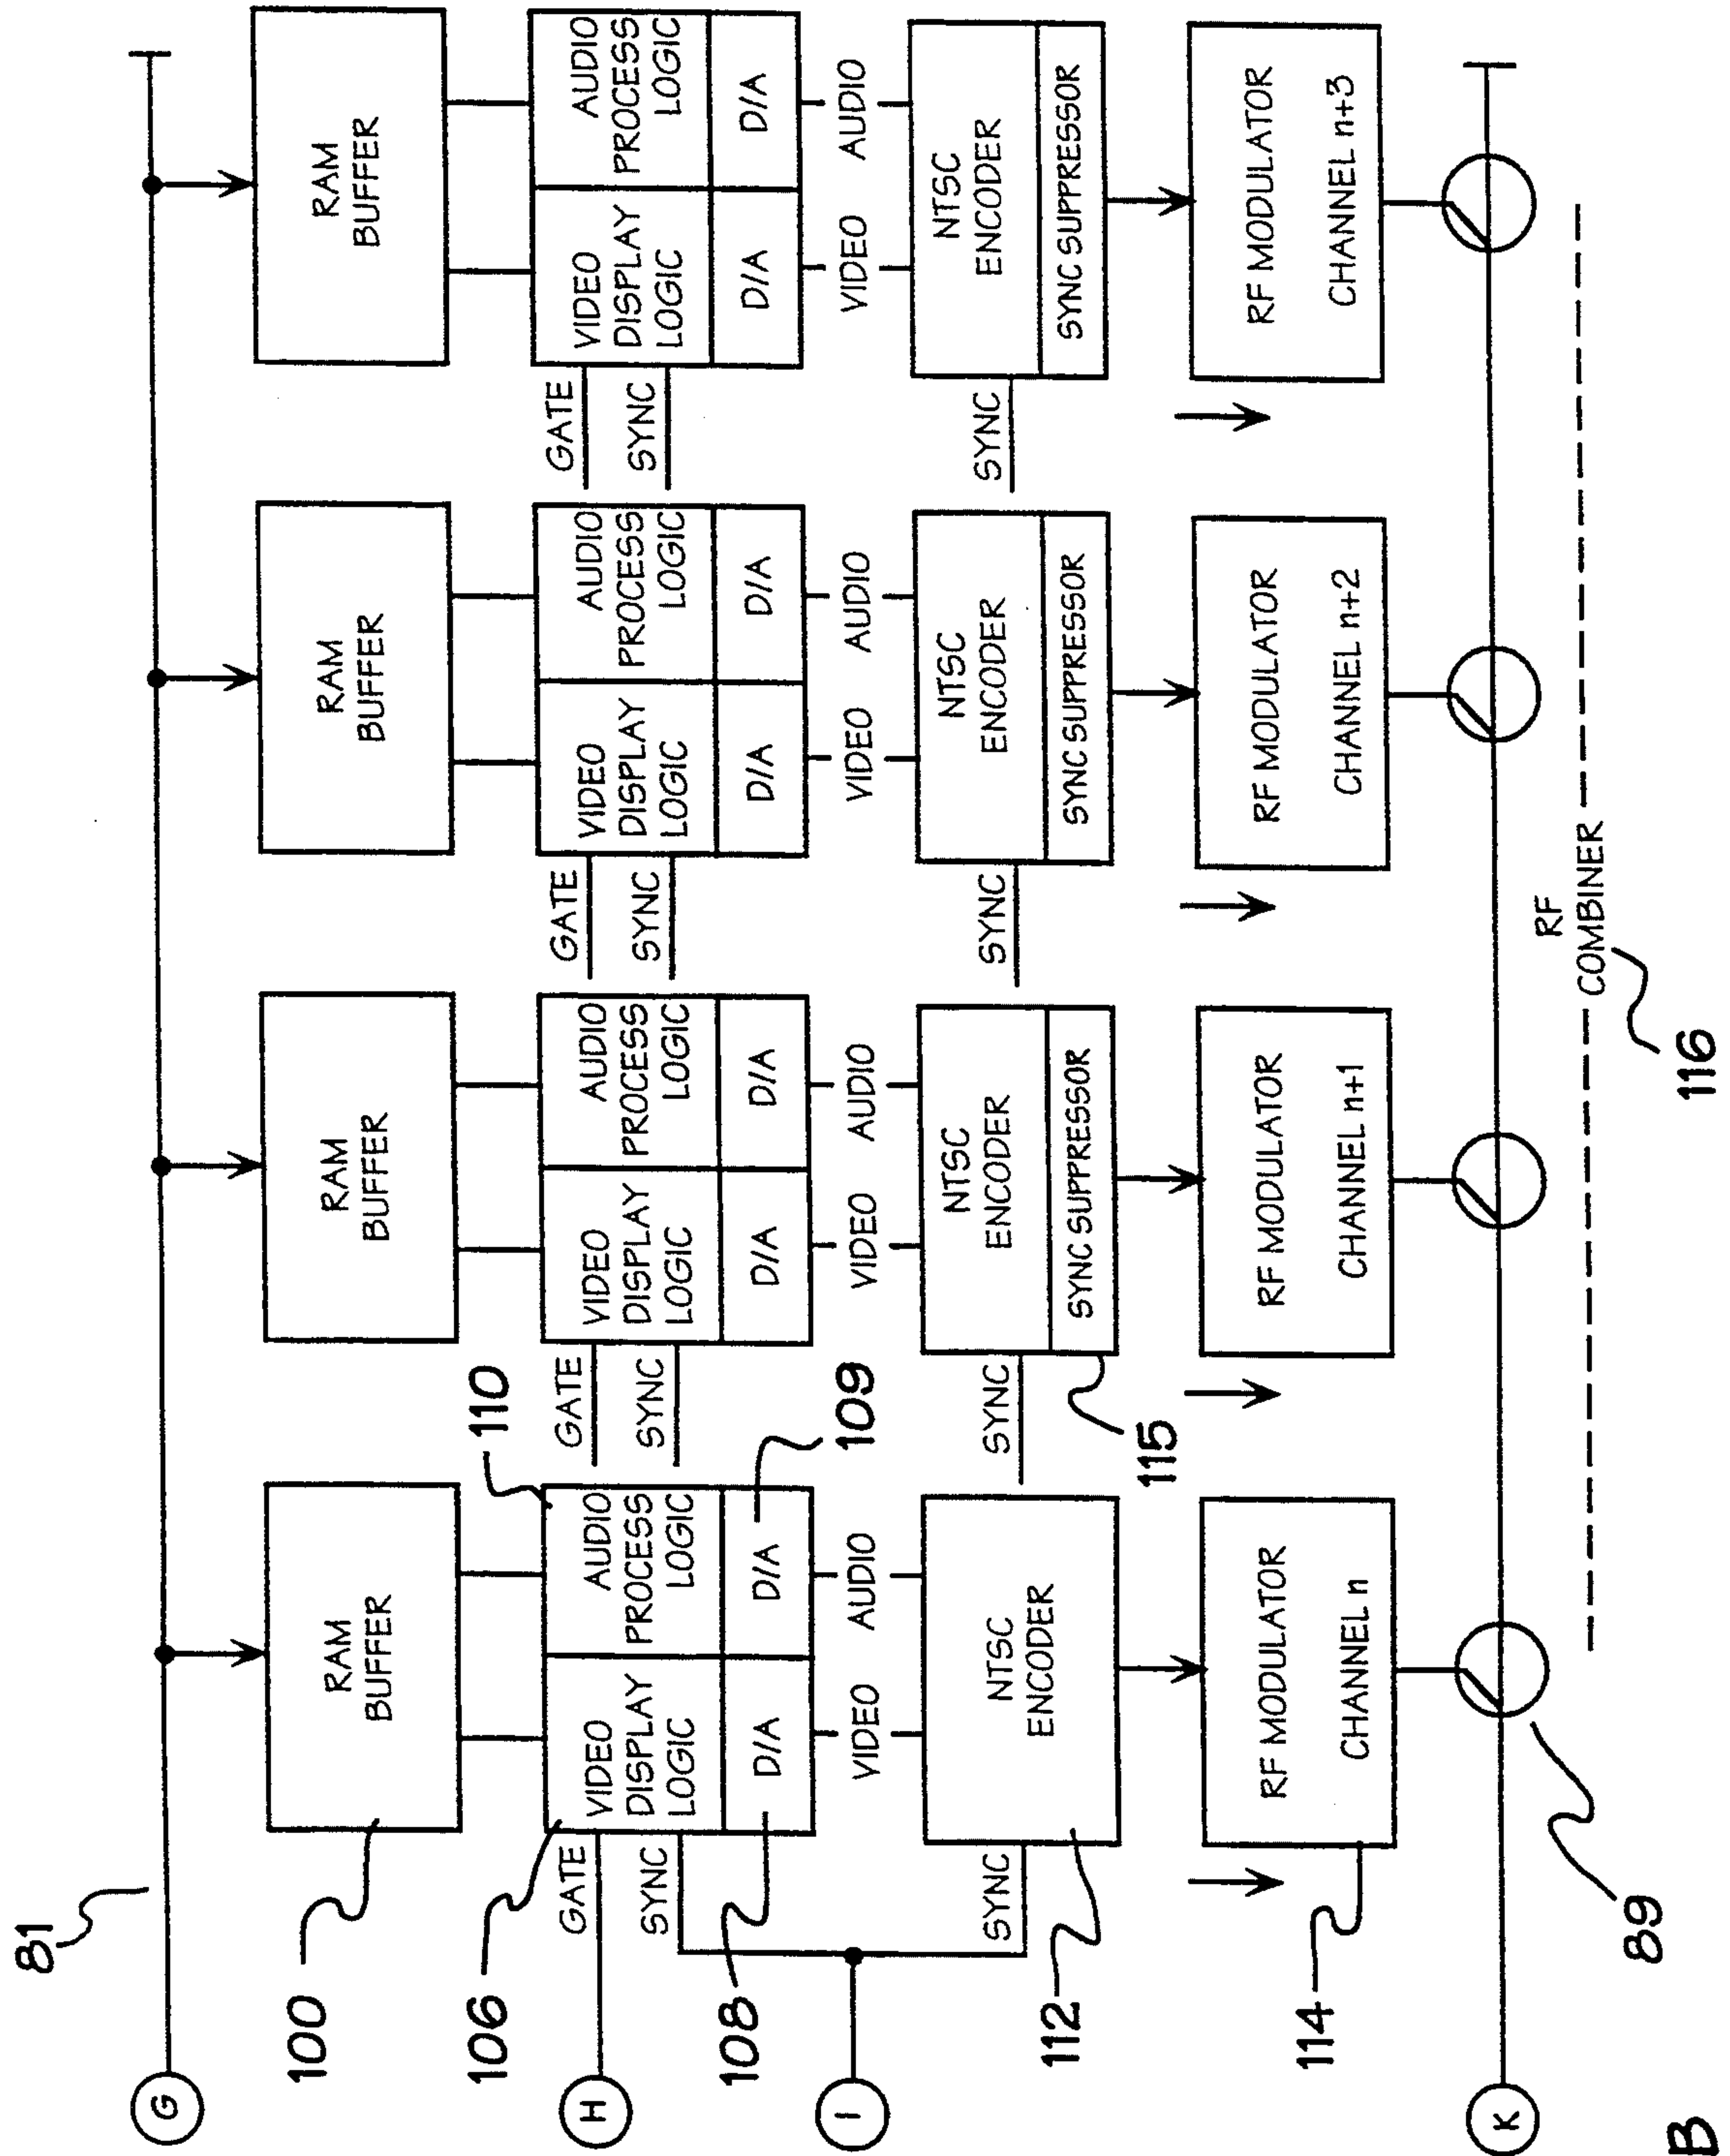 81
G
100
RAM
BUFFER
RAM
BUFFER
RAM
BUFFER
RAM
BUFFER
106
110
H
GATE
SYNC
VIDEO
DISPLAY
LOGIC
AUDIO
PROCESS
LOGIC
D/A
D/A
GATE
SYNC
VIDEO
DISPLAY
LOGIC
AUDIO
PROCESS
LOGIC
D/A
D/A
GATE
SYNC
VIDEO
DISPLAY
LOGIC
AUDIO
PROCESS
LOGIC
D/A
D/A
GATE
SYNC
VIDEO
DISPLAY
LOGIC
AUDIO
PROCESS
LOGIC
D/A
D/A
108
109
I
VIDEO
AUDIO
VIDEO
AUDIO
VIDEO
AUDIO
VIDEO
AUDIO
112
SYNC
NTSC
ENCODER
SYNC
NTSC
ENCODER
SYNC SUPPRESSOR
115
SYNC
NTSC
ENCODER
SYNC SUPPRESSOR
SYNC
NTSC
ENCODER
SYNC SUPPRESSOR
114
RF MODULATOR
CHANNEL n
RF MODULATOR
CHANNEL n+1
RF MODULATOR
CHANNEL n+2
RF MODULATOR
CHANNEL n+3
K
89
RF
COMBINER
116
B